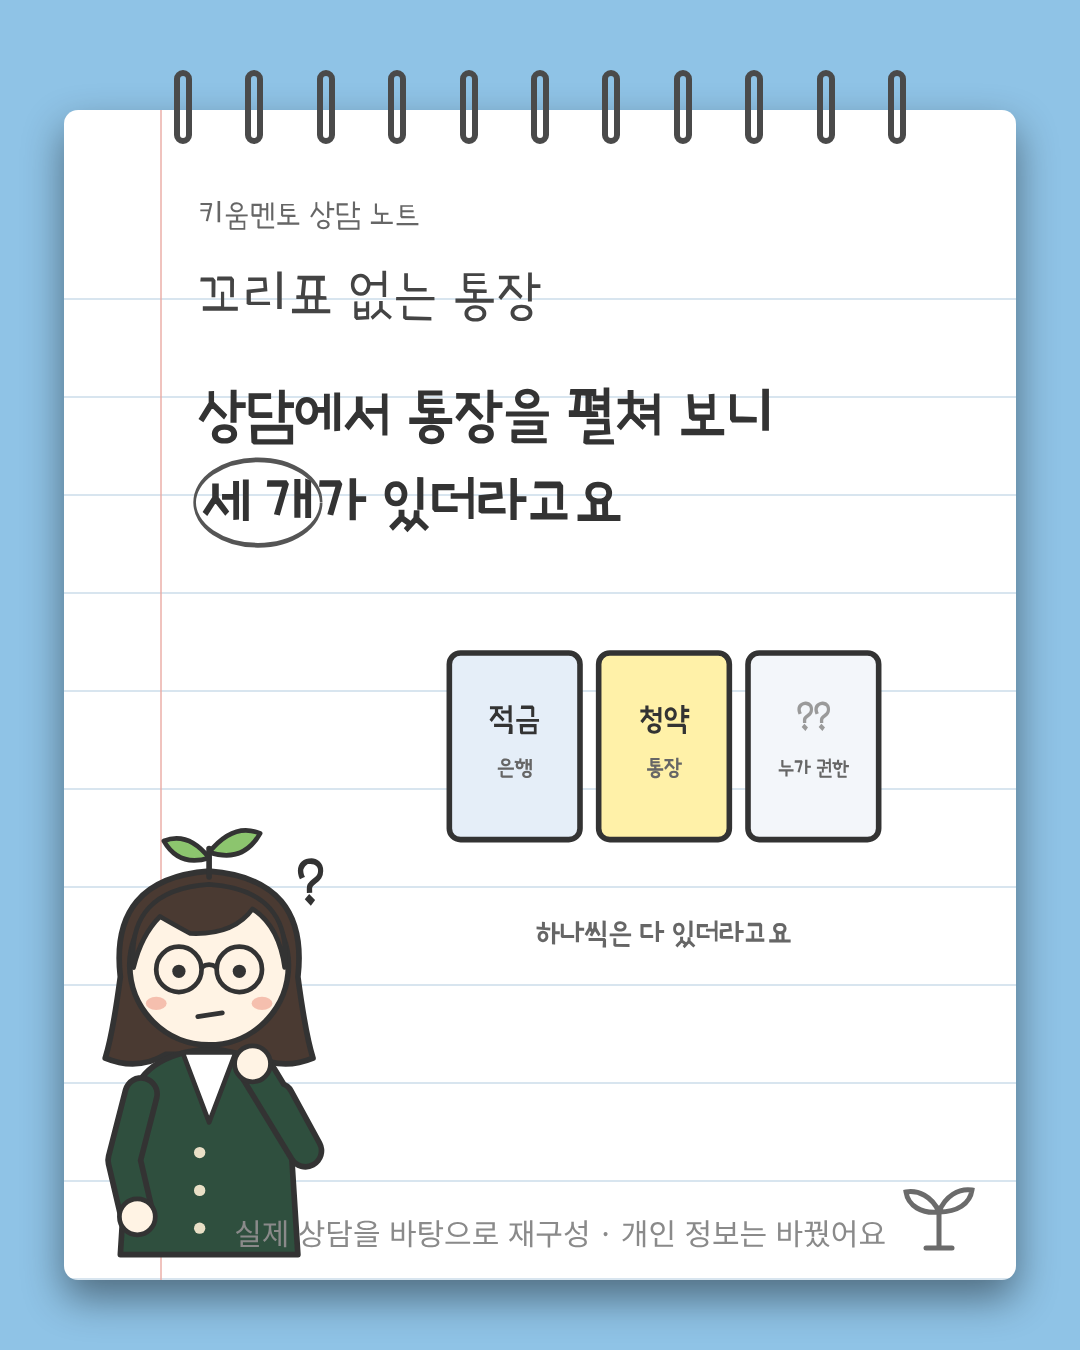 키움멘토 상담 노트
꼬리표 없는 통장
상담에서 통장을 펼쳐 보니
세 개가 있더라고요
적금
은행
청약
통장
??
누가 권한
?
하나씩은 다 있더라고요
실제 상담을 바탕으로 재구성 · 개인 정보는 바꿨어요